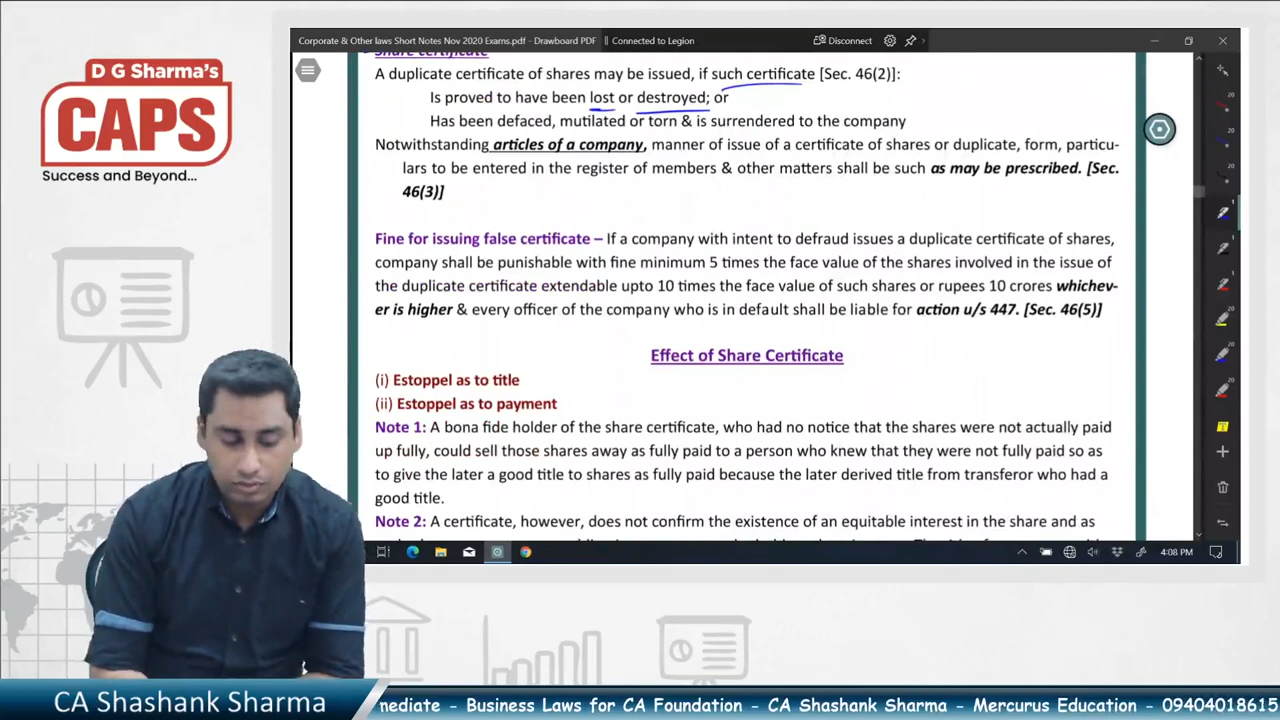 D G SHARMA's
CAPS
Success and Beyond...
Corporate & Other laws Short Notes Nov 2020 Exams.pdf - Drawboard PDF
Connected to Legion
Disconnect
Share certificate
A duplicate certificate of shares may be issued, if such certificate [Sec. 46(2)]:
Is proved to have been lost or destroyed; or
Has been defaced, mutilated or torn & is surrendered to the company
Notwithstanding articles of a company, manner of issue of a certificate of shares or duplicate, form, particu-
lars to be entered in the register of members & other matters shall be such as may be prescribed. [Sec.
46(3)]
Fine for issuing false certificate – If a company with intent to defraud issues a duplicate certificate of shares,
company shall be punishable with fine minimum 5 times the face value of the shares involved in the issue of
the duplicate certificate extendable upto 10 times the face value of such shares or rupees 10 crores whichev-
er is higher & every officer of the company who is in default shall be liable for action u/s 447. [Sec. 46(5)]
Effect of Share Certificate
(i) Estoppel as to title
(ii) Estoppel as to payment
Note 1: A bona fide holder of the share certificate, who had no notice that the shares were not actually paid
up fully, could sell those shares away as fully paid to a person who knew that they were not fully paid so as
to give the later a good title to shares as fully paid because the later derived title from transferor who had a
good title.
Note 2: A certificate, however, does not confirm the existence of an equitable interest in the share and as
4:08 PM
CA Shashank Sharma
nediate - Business Laws for CA Foundation - CA Shashank Sharma - Mercurus Education - 09404018615